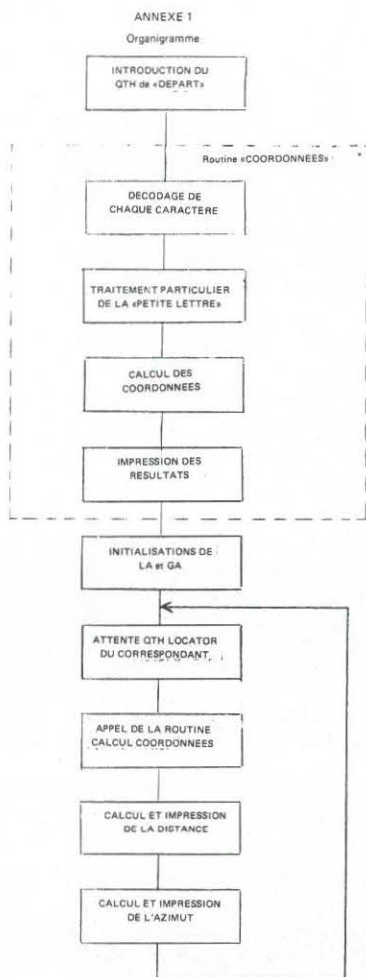 ANNEXE 1
Organigramme
INTRODUCTION DU
QTH de «DEPART»
Routine «COORDONNÉES»
DECODAGE DE
CHAQUE CARACTERE
TRAITEMENT PARTICULIER
DE LA «PETITE LETTRE»
CALCUL DES
COORDONNEES
IMPRESSION DES
RESULTATS
INITIALISATIONS DE
LA et GA
ATTENTE QTH LOCATOR
DU CORRESPONDANT
APPEL DE LA ROUTINE
CALCUL COORDONNEES
CALCUL ET IMPRESSION
DE LA DISTANCE
CALCUL ET IMPRESSION
DE L'AZIMUT